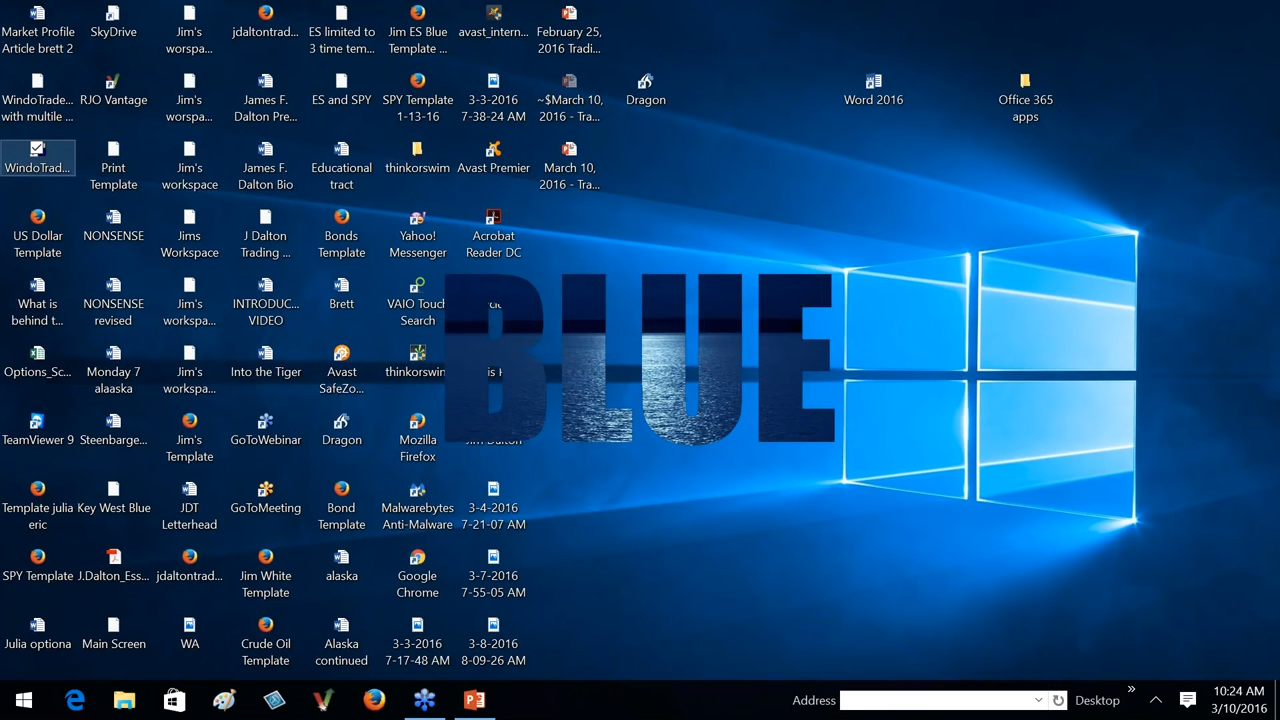 Market Profile
Article brett 2
SkyDrive
Jim's
worspa...
jdaltontrad...
ES limited to
3 time tem...
Jim ES Blue
Template ...
avast_intern...
February 25,
2016 Tradi...
WindoTrade...
with multile ...
RJO Vantage
Jim's
worspa...
James F.
Dalton Pre...
ES and SPY
SPY Template
1-13-16
3-3-2016
7-38-24 AM
~$March 10,
2016 - Tra...
Dragon
Word 2016
Office 365
apps
WindoTrad...
Print
Template
Jim's
workspace
James F.
Dalton Bio
Educational
tract
thinkorswim
Avast Premier
March 10,
2016 - Tra...
US Dollar
Template
NONSENSE
Jims
Workspace
J Dalton
Trading ...
Bonds
Template
Yahoo!
Messenger
Acrobat
Reader DC
What is
behind t...
NONSENSE
revised
Jim's
workspa...
INTRODUC...
VIDEO
Brett
VAIO Touch
Search
BLUE
Options_Sc...
Monday 7
alaaska
Jim's
workspa...
Into the Tiger
Avast
SafeZo...
thinkorswim
TeamViewer 9
Steenbarge...
Jim's
Template
GoToWebinar
Dragon
Mozilla
Firefox
Jim Dalton
Template julia
eric
Key West Blue
JDT
Letterhead
GoToMeeting
Bond
Template
Malwarebytes
Anti-Malware
3-4-2016
7-21-07 AM
SPY Template
J.Dalton_Ess...
jdaltontrad...
Jim White
Template
alaska
Google
Chrome
3-7-2016
7-55-05 AM
Julia optiona
Main Screen
WA
Crude Oil
Template
Alaska
continued
3-3-2016
7-17-48 AM
3-8-2016
8-09-26 AM
Address
Desktop
10:24 AM
3/10/2016